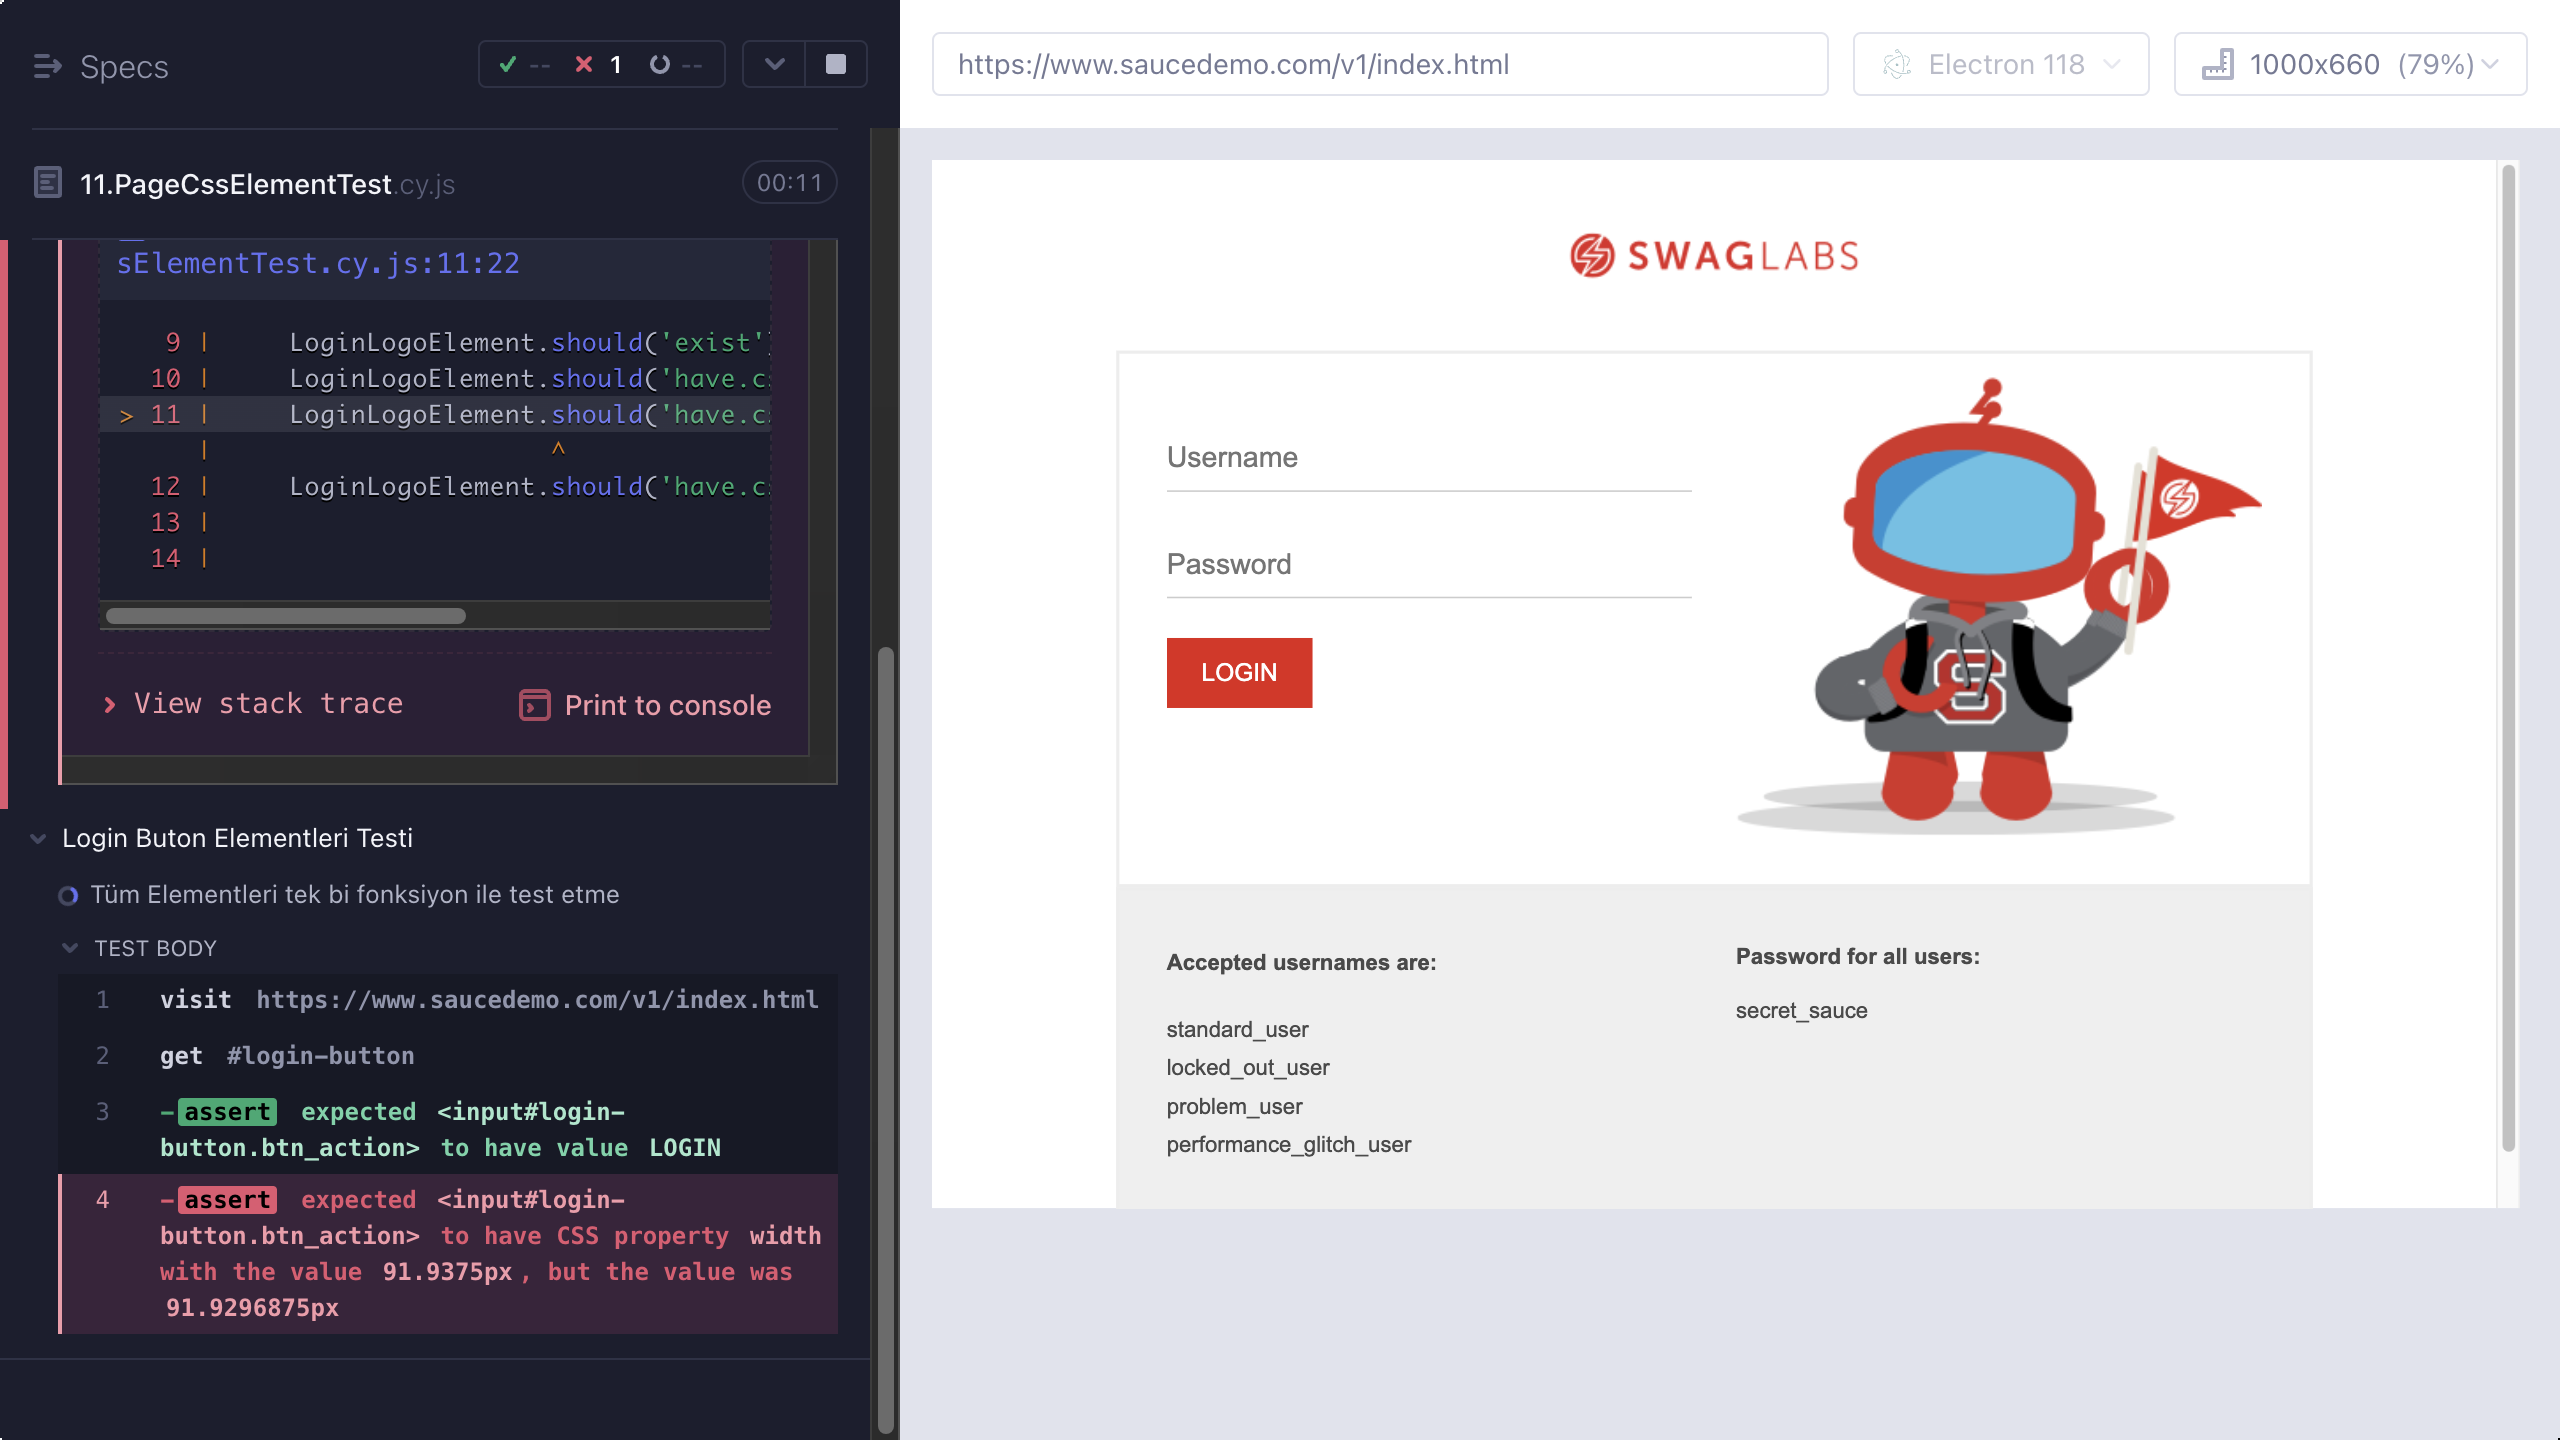 Specs
-- 1 --
11.PageCssElementTest.cy.js
00:11
sElementTest.cy.js:11:22
9 | LoginLogoElement.should('exist')
10 | LoginLogoElement.should('have.cs
> 11 | LoginLogoElement.should('have.cs
| ^
12 | LoginLogoElement.should('have.cs
13 |
14 |
View stack trace
Print to console
Login Buton Elementleri Testi
Tüm Elementleri tek bi fonksiyon ile test etme
TEST BODY
1 visit https://www.saucedemo.com/v1/index.html
2 get #login-button
3 -assert expected <input#login-
button.btn_action> to have value LOGIN
4 -assert expected <input#login-
button.btn_action> to have CSS property width
with the value 91.9375px, but the value was
91.9296875px
https://www.saucedemo.com/v1/index.html
Electron 118
1000x660 (79%)
SWAGLABS
Username
Password
LOGIN
S
Accepted usernames are:
standard_user
locked_out_user
problem_user
performance_glitch_user
Password for all users:
secret_sauce